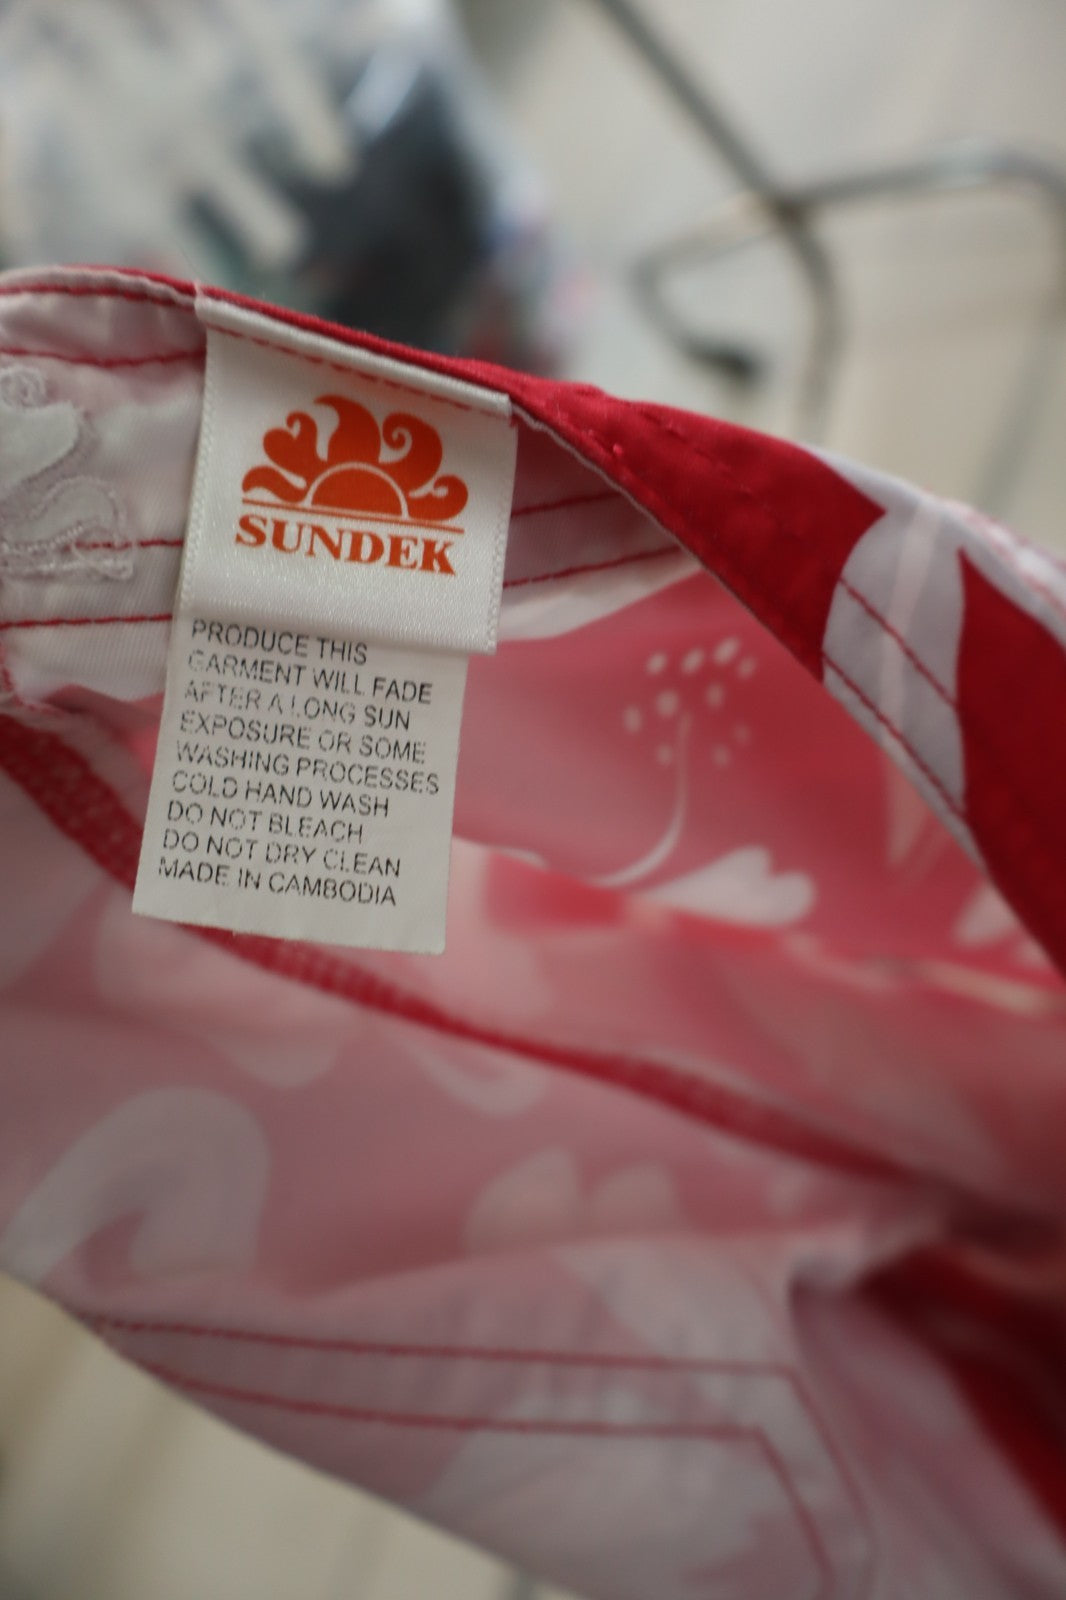 SUNDEK
PRODUCE THIS
GARMENT WILL FADE
AFTER A LONG SUN
EXPOSURE OR SOME
WASHING PROCESSES
COLD HAND WASH
DO NOT BLEACH
DO NOT DRY CLEAN
MADE IN CAMBODIA